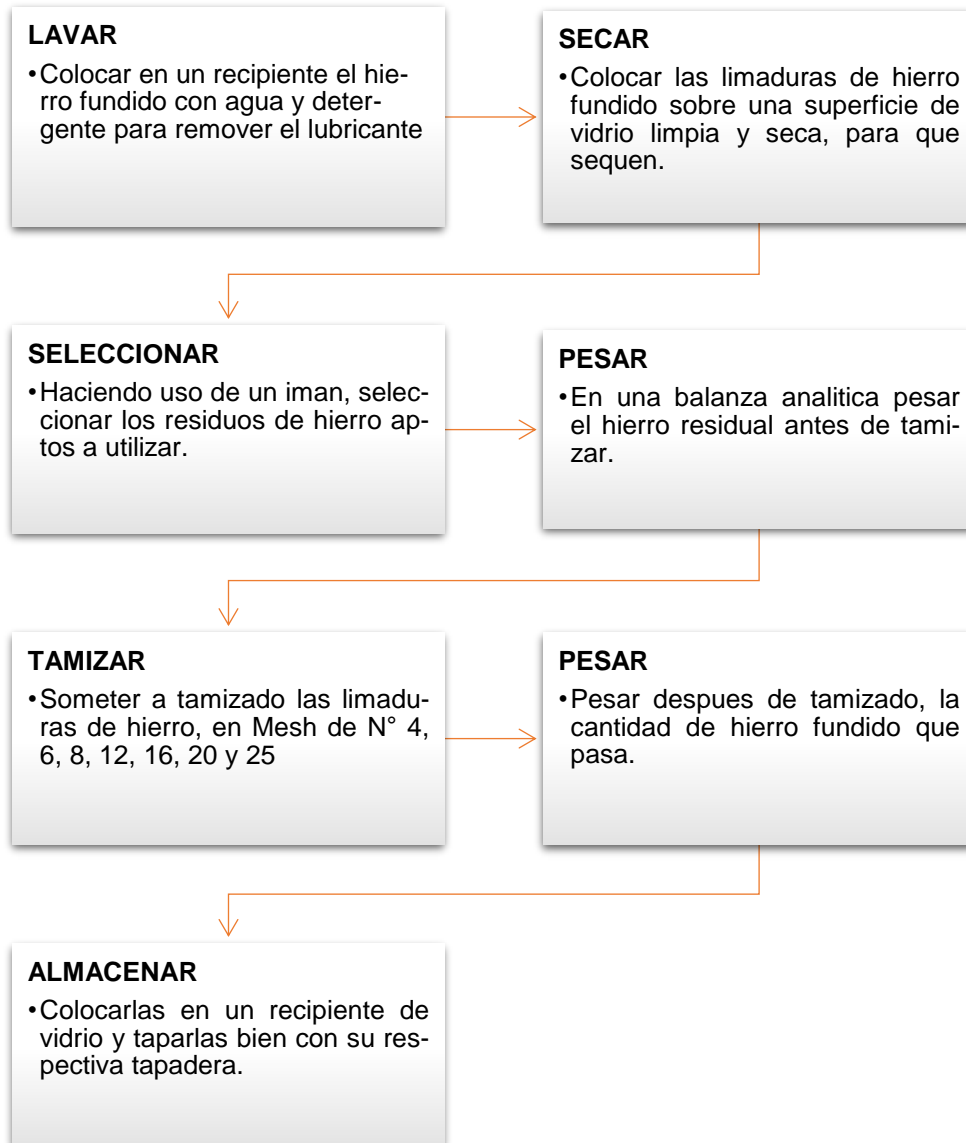 LAVAR
•Colocar en un recipiente el hie-
rro fundido con agua y deter-
gente para remover el lubricante
SECAR
•Colocar las limaduras de hierro
fundido sobre una superficie de
vidrio limpia y seca, para que
sequen.
SELECCIONAR
•Haciendo uso de un iman, selec-
cionar los residuos de hierro ap-
tos a utilizar.
PESAR
•En una balanza analitica pesar
el hierro residual antes de tami-
zar.
TAMIZAR
•Someter a tamizado las limadu-
ras de hierro, en Mesh de N° 4,
6, 8, 12, 16, 20 y 25
PESAR
•Pesar despues de tamizado, la
cantidad de hierro fundido que
pasa.
ALMACENAR
•Colocarlas en un recipiente de
vidrio y taparlas bien con su res-
pectiva tapadera.